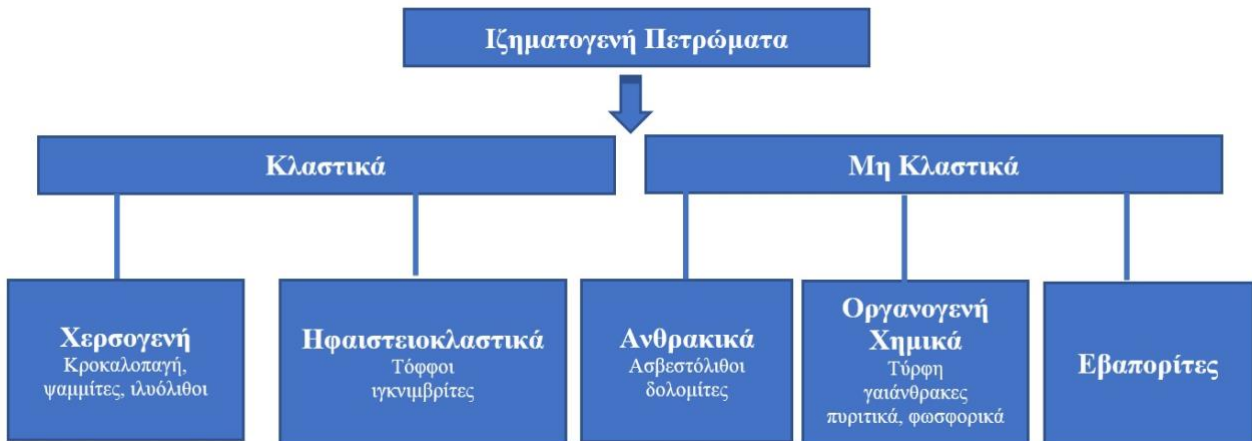 Ιζηματογενή Πετρώματα
Κλαστικά
Μη Κλαστικά
Χερσογενή
Κροκαλοπαγή,
ψαμμίτες, ιλυόλιθοι
Ηφαιστειοκλαστικά
Τόφφοι
ιγκνιμβρίτες
Ανθρακικά
Ασβεστόλιθοι
δολομίτες
Οργανογενή
Χημικά
Τύρφη
γαιάνθρακες
πυριτικά, φωσφορικά
Εβαπορίτες